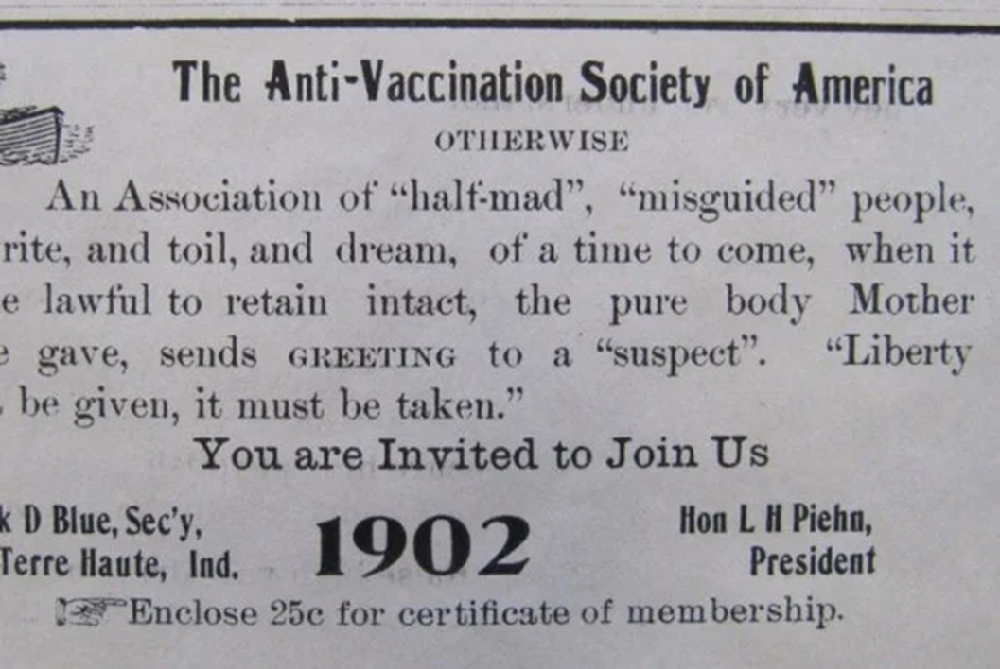 The Anti-Vaccination Society of America
OTHERWISE
An Association of “half-mad”, “misguided” people,
rite, and toil, and dream, of a time to come, when it
e lawful to retain intact, the pure body Mother
e gave, sends GREETING to a “suspect”. “Liberty
be given, it must be taken.”
You are Invited to Join Us
k D Blue, Sec'y,
Terre Haute, Ind.
1902
Hon L H Piehn,
President
Enclose 25c for certificate of membership.